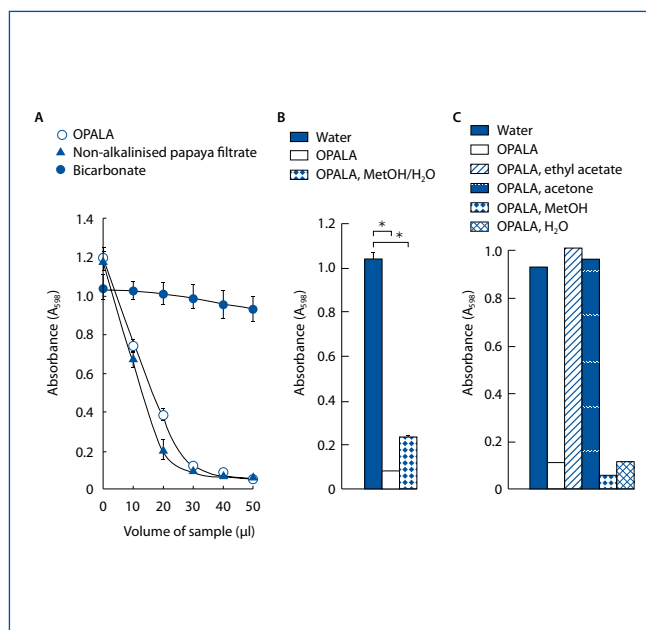 A
OPALA
Non-alkalinised papaya filtrate
Bicarbonate
1.4
1.2
1.0
0.8
0.6
0.4
0.2
0
Absorbance (A₅₉₈)
0 10 20 30 40 50
Volume of sample (µl)
B
Water
OPALA
OPALA, MetOH/H₂O
1.2
1.0
0.8
0.6
0.4
0.2
0
Absorbance (A₅₉₈)
*
*
C
Water
OPALA
OPALA, ethyl acetate
OPALA, acetone
OPALA, MetOH
OPALA, H₂O
1.0
0.8
0.6
0.4
0.2
0
Absorbance (A₅₉₈)